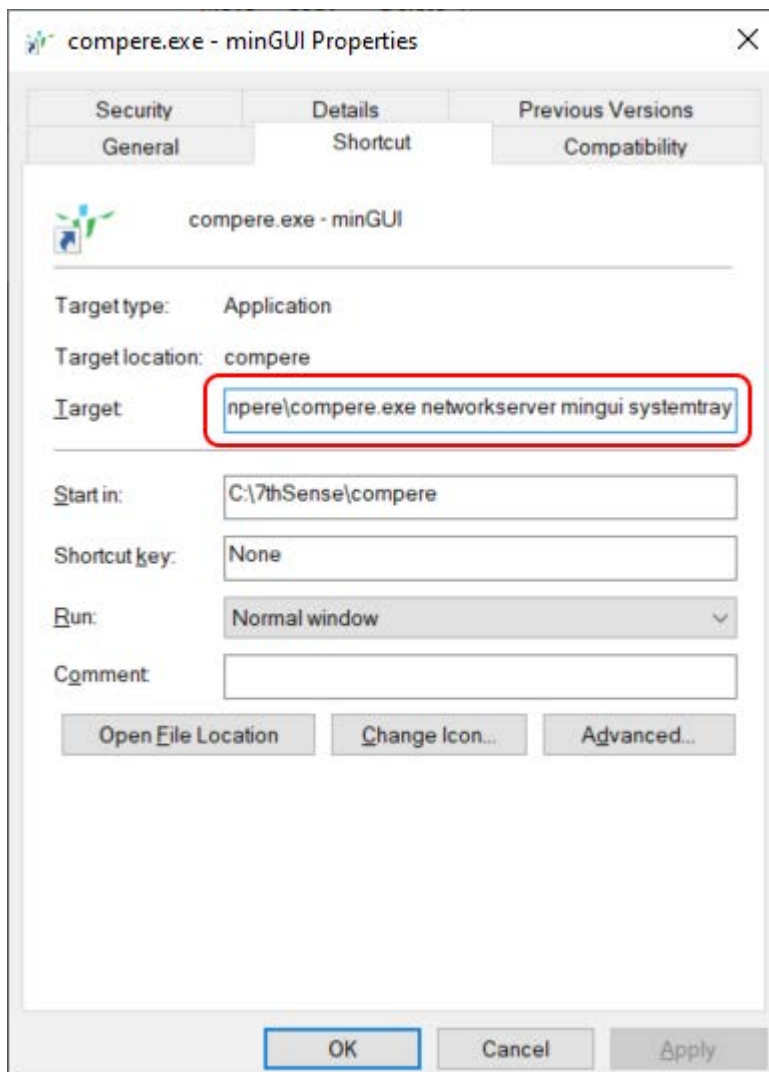 compere.exe - minGUI Properties
Security Details Previous Versions
General Shortcut Compatibility
compere.exe - minGUI
Target type: Application
Target location: compere
Target: npere\compere.exe networkserver mingui systemtray
Start in: C:\7thSense\compere
Shortcut key: None
Run: Normal window
Comment:
Open File Location Change Icon... Advanced...
OK Cancel Apply